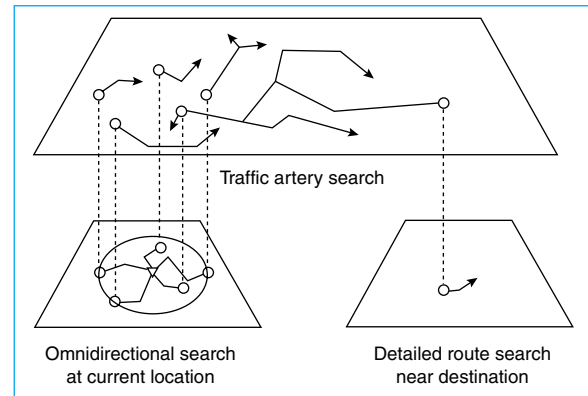 Traffic artery search
Omnidirectional search
at current location
Detailed route search
near destination